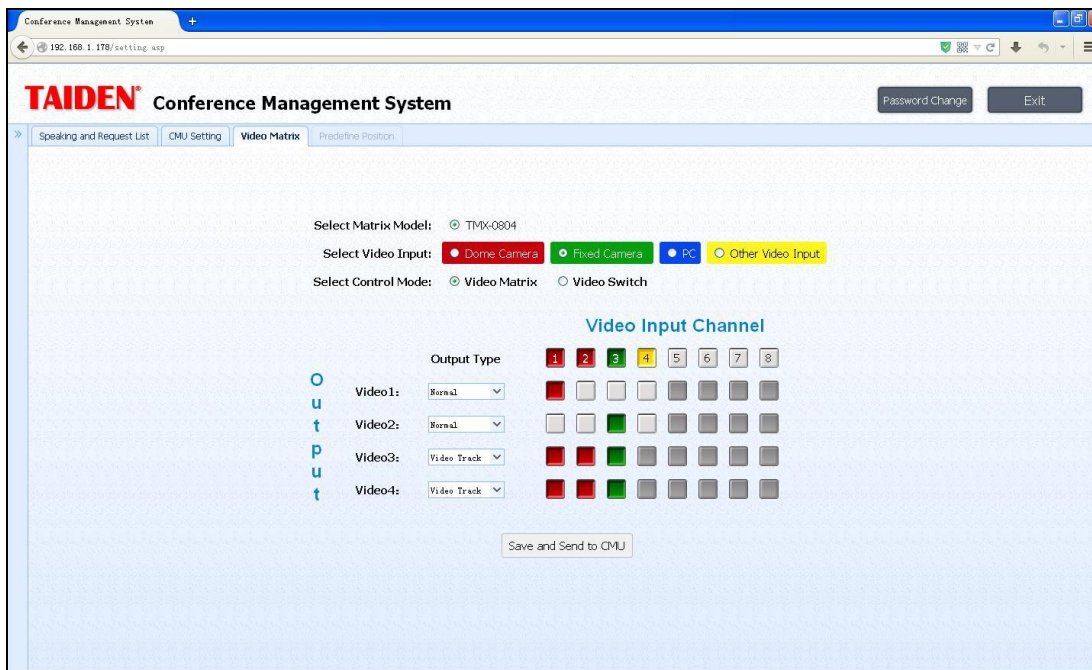 Conference Management System +
192.168.1.178/setting.asp
TAIDEN® Conference Management System
Password Change
Exit
» Speaking and Request List CMU Setting Video Matrix Predefine Position
Select Matrix Model: TMX-0804
Select Video Input: Dome Camera Fixed Camera PC Other Video Input
Select Control Mode: Video Matrix Video Switch
Video Input Channel
Output Type 1 2 3 4 5 6 7 8
Output
Video1: Normal
Video2: Normal
Video3: Video Track
Video4: Video Track
Save and Send to CMU